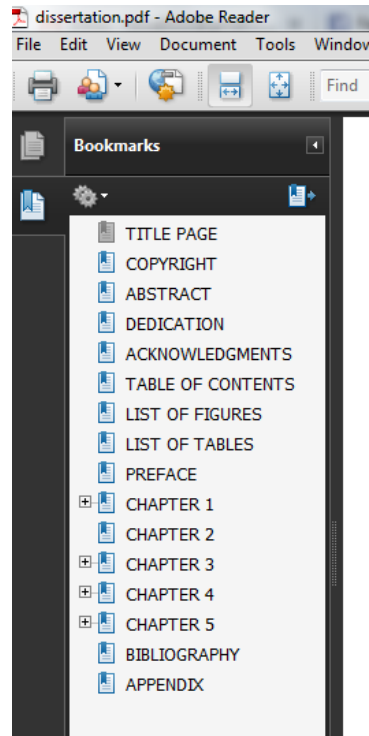 dissertation.pdf - Adobe Reader
File Edit View Document Tools Window
Find
Bookmarks
TITLE PAGE
COPYRIGHT
ABSTRACT
DEDICATION
ACKNOWLEDGMENTS
TABLE OF CONTENTS
LIST OF FIGURES
LIST OF TABLES
PREFACE
CHAPTER 1
CHAPTER 2
CHAPTER 3
CHAPTER 4
CHAPTER 5
BIBLIOGRAPHY
APPENDIX